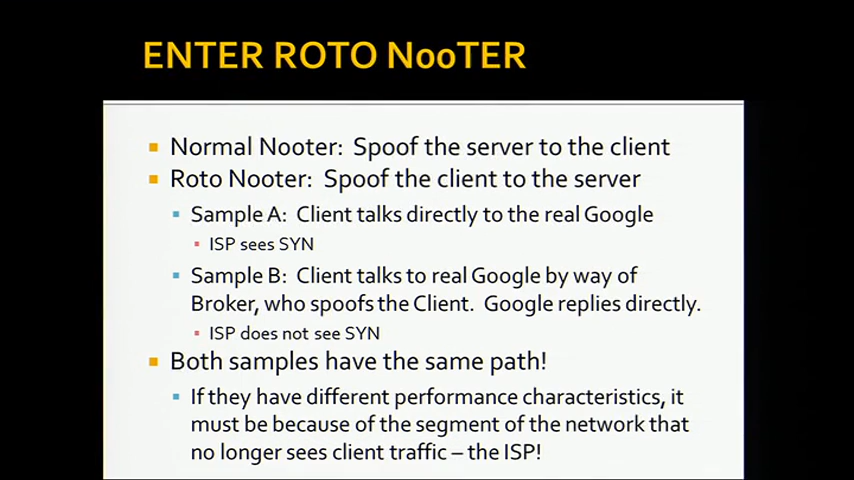 ENTER ROTO NooTER
Normal Nooter: Spoof the server to the client
Roto Nooter: Spoof the client to the server
Sample A: Client talks directly to the real Google
ISP sees SYN
Sample B: Client talks to real Google by way of
Broker, who spoofs the Client. Google replies directly.
ISP does not see SYN
Both samples have the same path!
If they have different performance characteristics, it
must be because of the segment of the network that
no longer sees client traffic – the ISP!